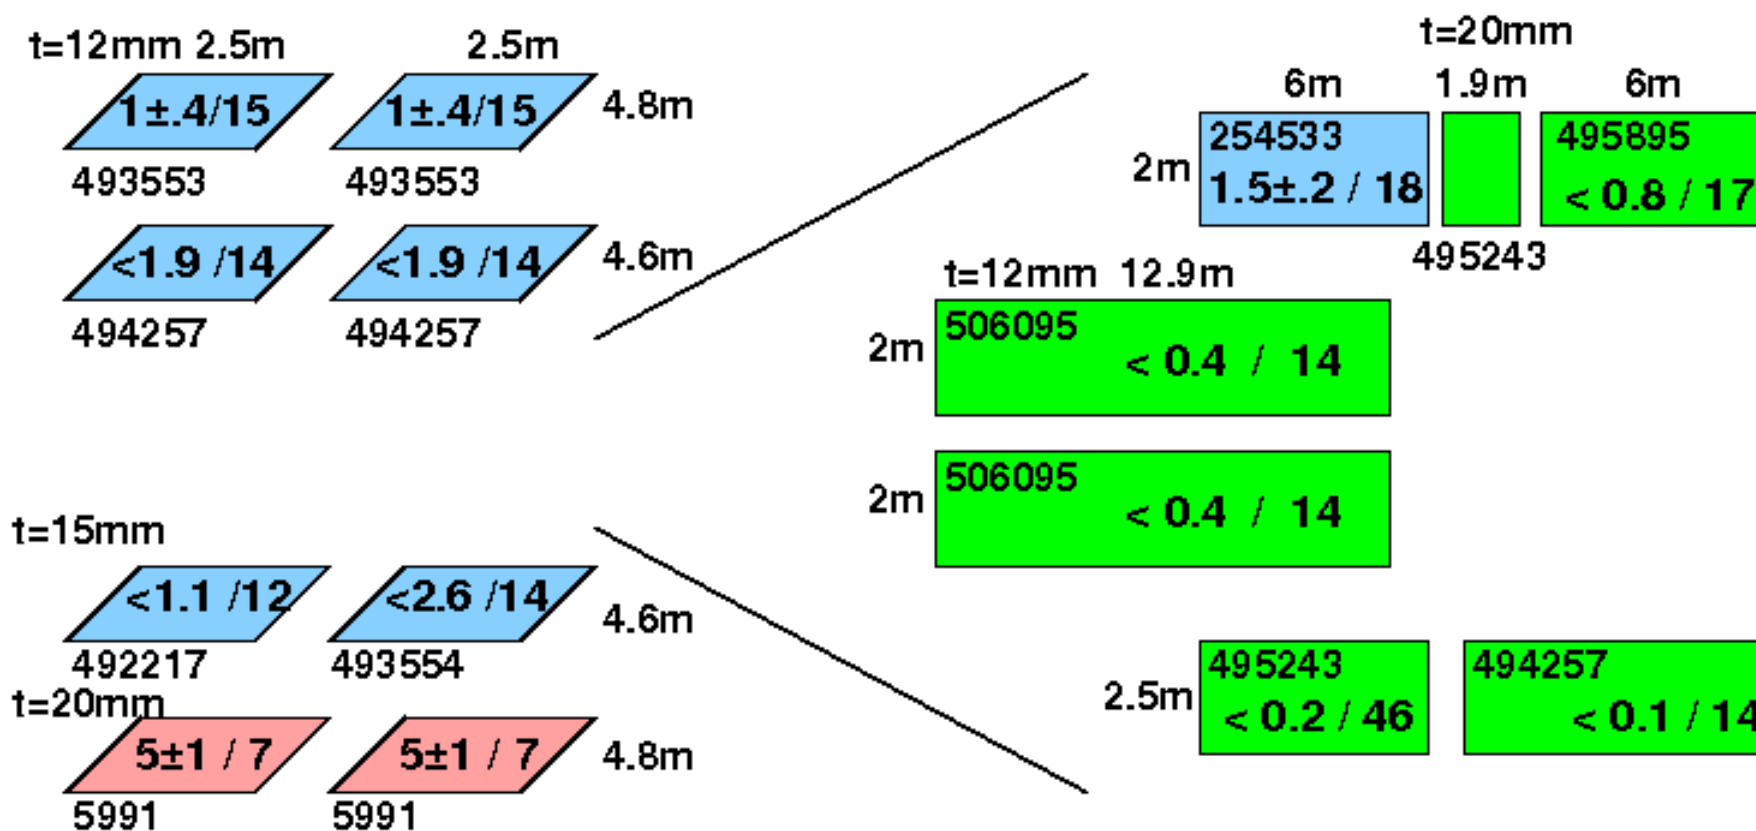 t=12mm 2.5m 2.5m
1±.4/15 1±.4/15 4.8m
493553 493553
<1.9 /14 <1.9 /14 4.6m
494257 494257
t=15mm
<1.1 /12 <2.6 /14 4.6m
492217 493554
t=20mm
5±1 / 7 5±1 / 7 4.8m
5991 5991
t=20mm
6m 1.9m 6m
254533 495895
2m 1.5±.2 / 18 < 0.8 / 17
495243
t=12mm 12.9m
506095
2m < 0.4 / 14
506095
2m < 0.4 / 14
495243 494257
2.5m < 0.2 / 46 < 0.1 / 14